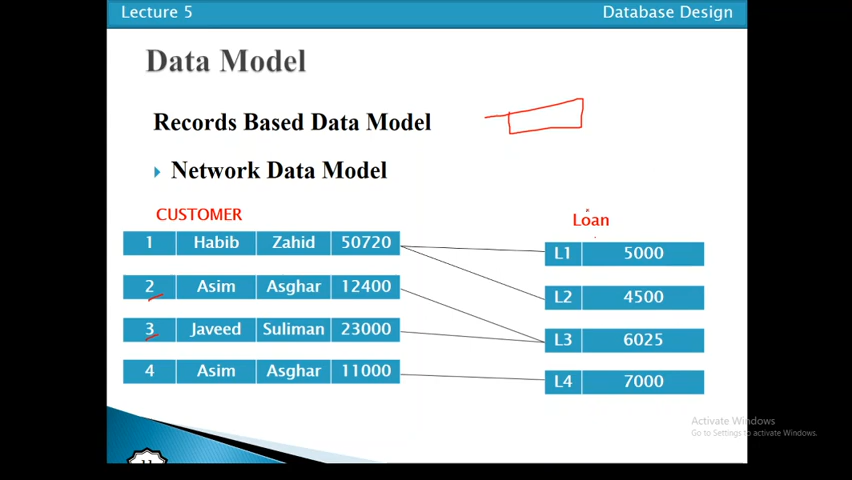 Lecture 5 Database Design
Data Model
Records Based Data Model
Network Data Model
CUSTOMER Loan
1 Habib Zahid 50720 L1 5000
2 Asim Asghar 12400 L2 4500
3 Javeed Suliman 23000 L3 6025
4 Asim Asghar 11000 L4 7000
Activate Windows
Go to Settings to activate Windows.